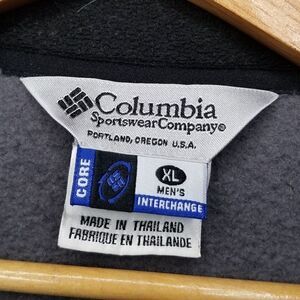 Columbia
Sportswear Company®
PORTLAND, OREGON U.S.A.
CORE
XL
MEN'S
INTERCHANGE
MADE IN THAILAND
FABRIQUE EN THAILANDE